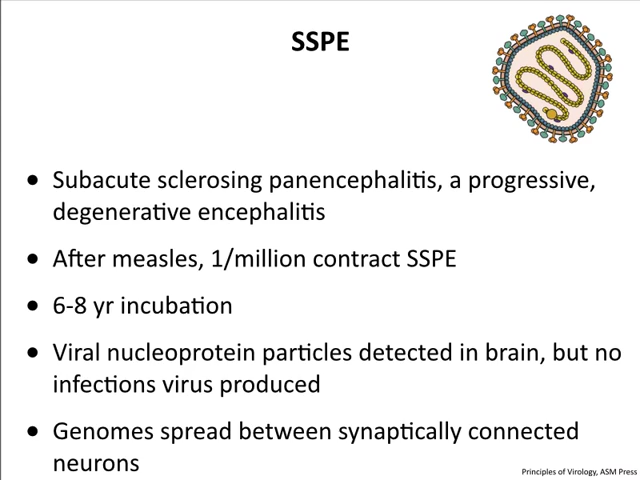 SSPE
• Subacute sclerosing panencephalitis, a progressive,
degenerative encephalitis
• After measles, 1/million contract SSPE
• 6-8 yr incubation
• Viral nucleoprotein particles detected in brain, but no
infections virus produced
• Genomes spread between synaptically connected
neurons
Principles of Virology, ASM Press